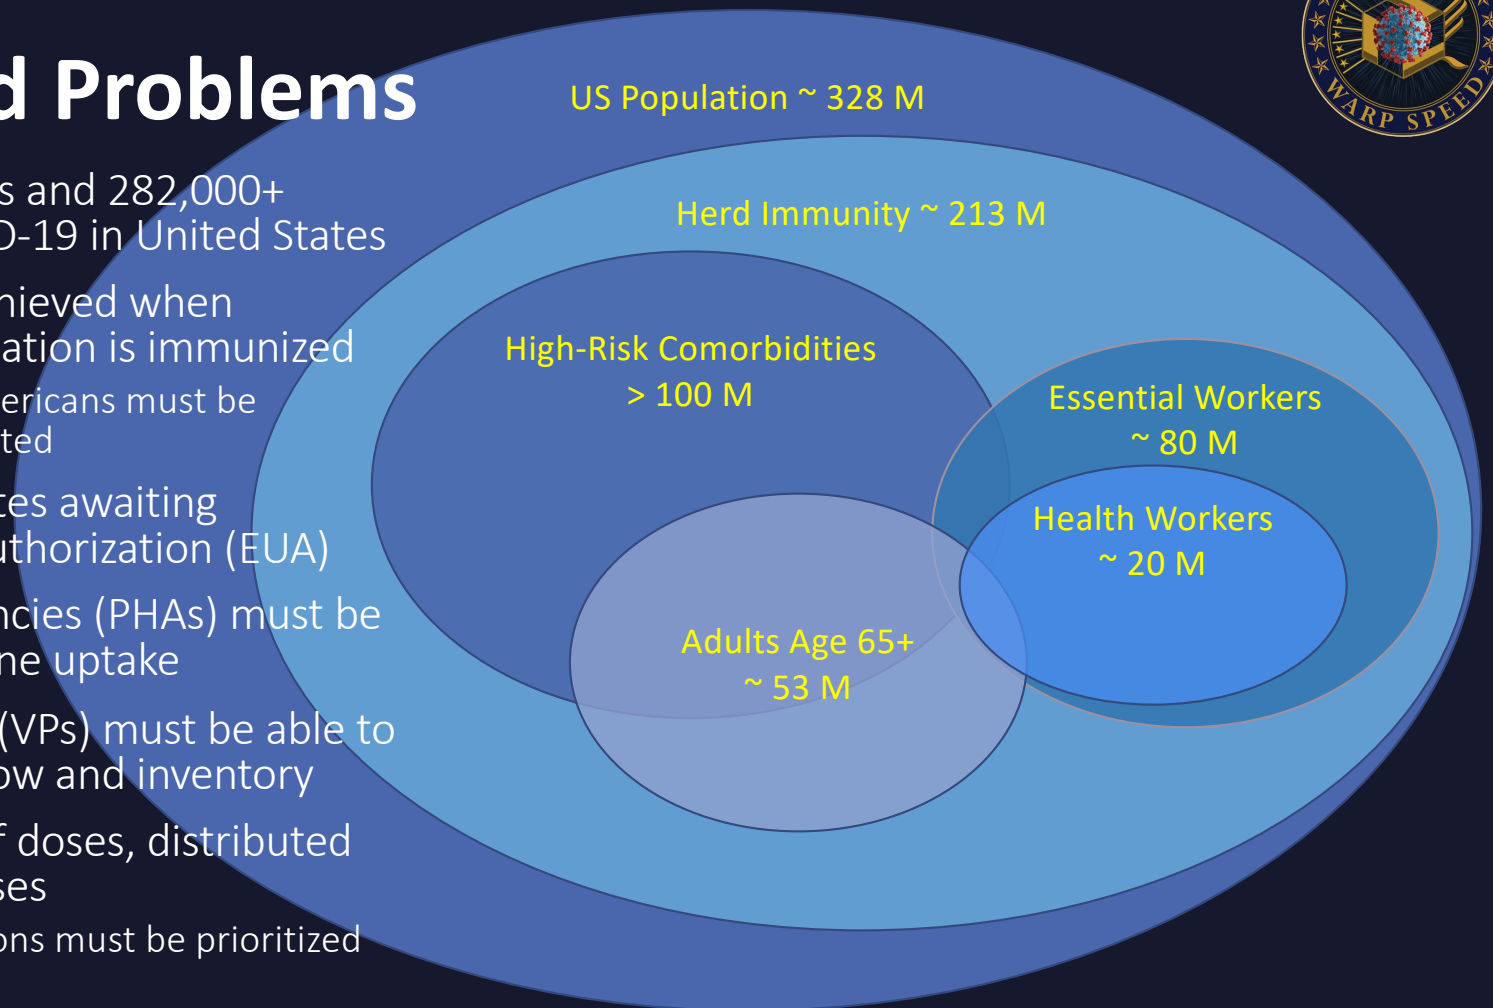 d Problems
s and 282,000+
D-19 in United States
hieved when
ation is immunized
ericans must be
ted
tes awaiting
uthorization (EUA)
ncies (PHAs) must be
ne uptake
(VPs) must be able to
ow and inventory
f doses, distributed
ses
ons must be prioritized
US Population ~ 328 M
Herd Immunity ~ 213 M
High-Risk Comorbidities
> 100 M
Essential Workers
~ 80 M
Health Workers
~ 20 M
Adults Age 65+
~ 53 M
WARP SPEED